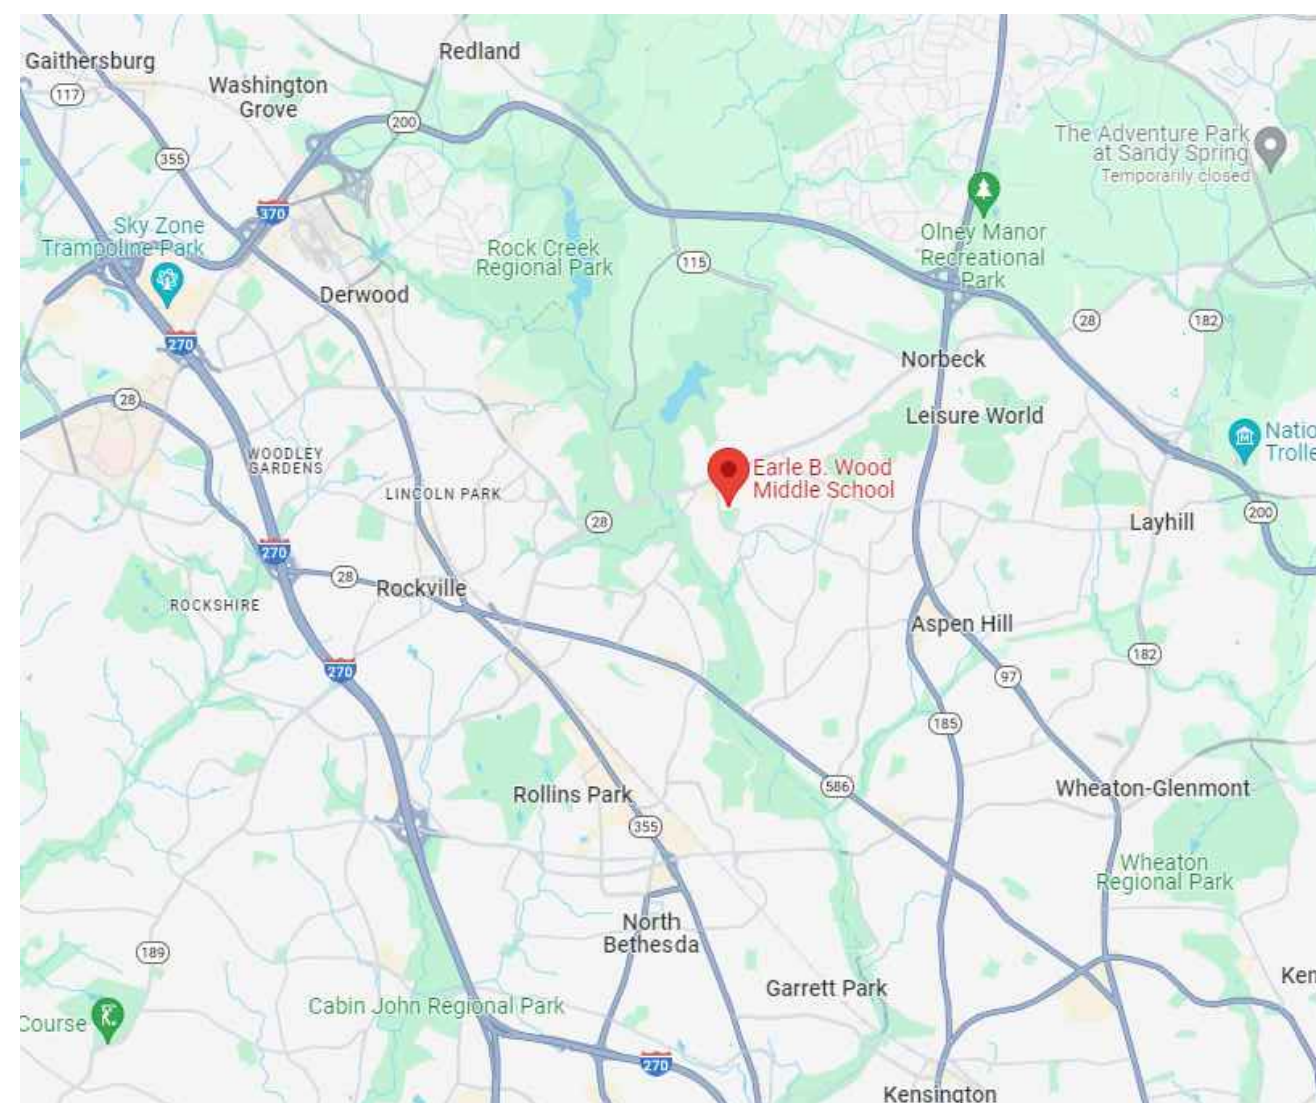 Redland
Gaithersburg
117
Washington
Grove
200
355
The Adventure Park
at Sandy Spring
Temporarily closed
370
Sky Zone
Trampoline Park
Olney Manor
Recreational
Park
Rock Creek
Regional Park
115
Derwood
28
182
270
Norbeck
28
Leisure World
Natio
Trolle
WOODLEY
GARDENS
Earle B. Wood
Middle School
LINCOLN PARK
28
Layhill
200
270
28
Rockville
ROCKSHIRE
Aspen Hill
182
270
97
185
586
Wheaton-Glenmont
Rollins Park
355
Wheaton
Regional Park
North
Bethesda
189
Ken
Garrett Park
Cabin John Regional Park
Course
270
Kensington